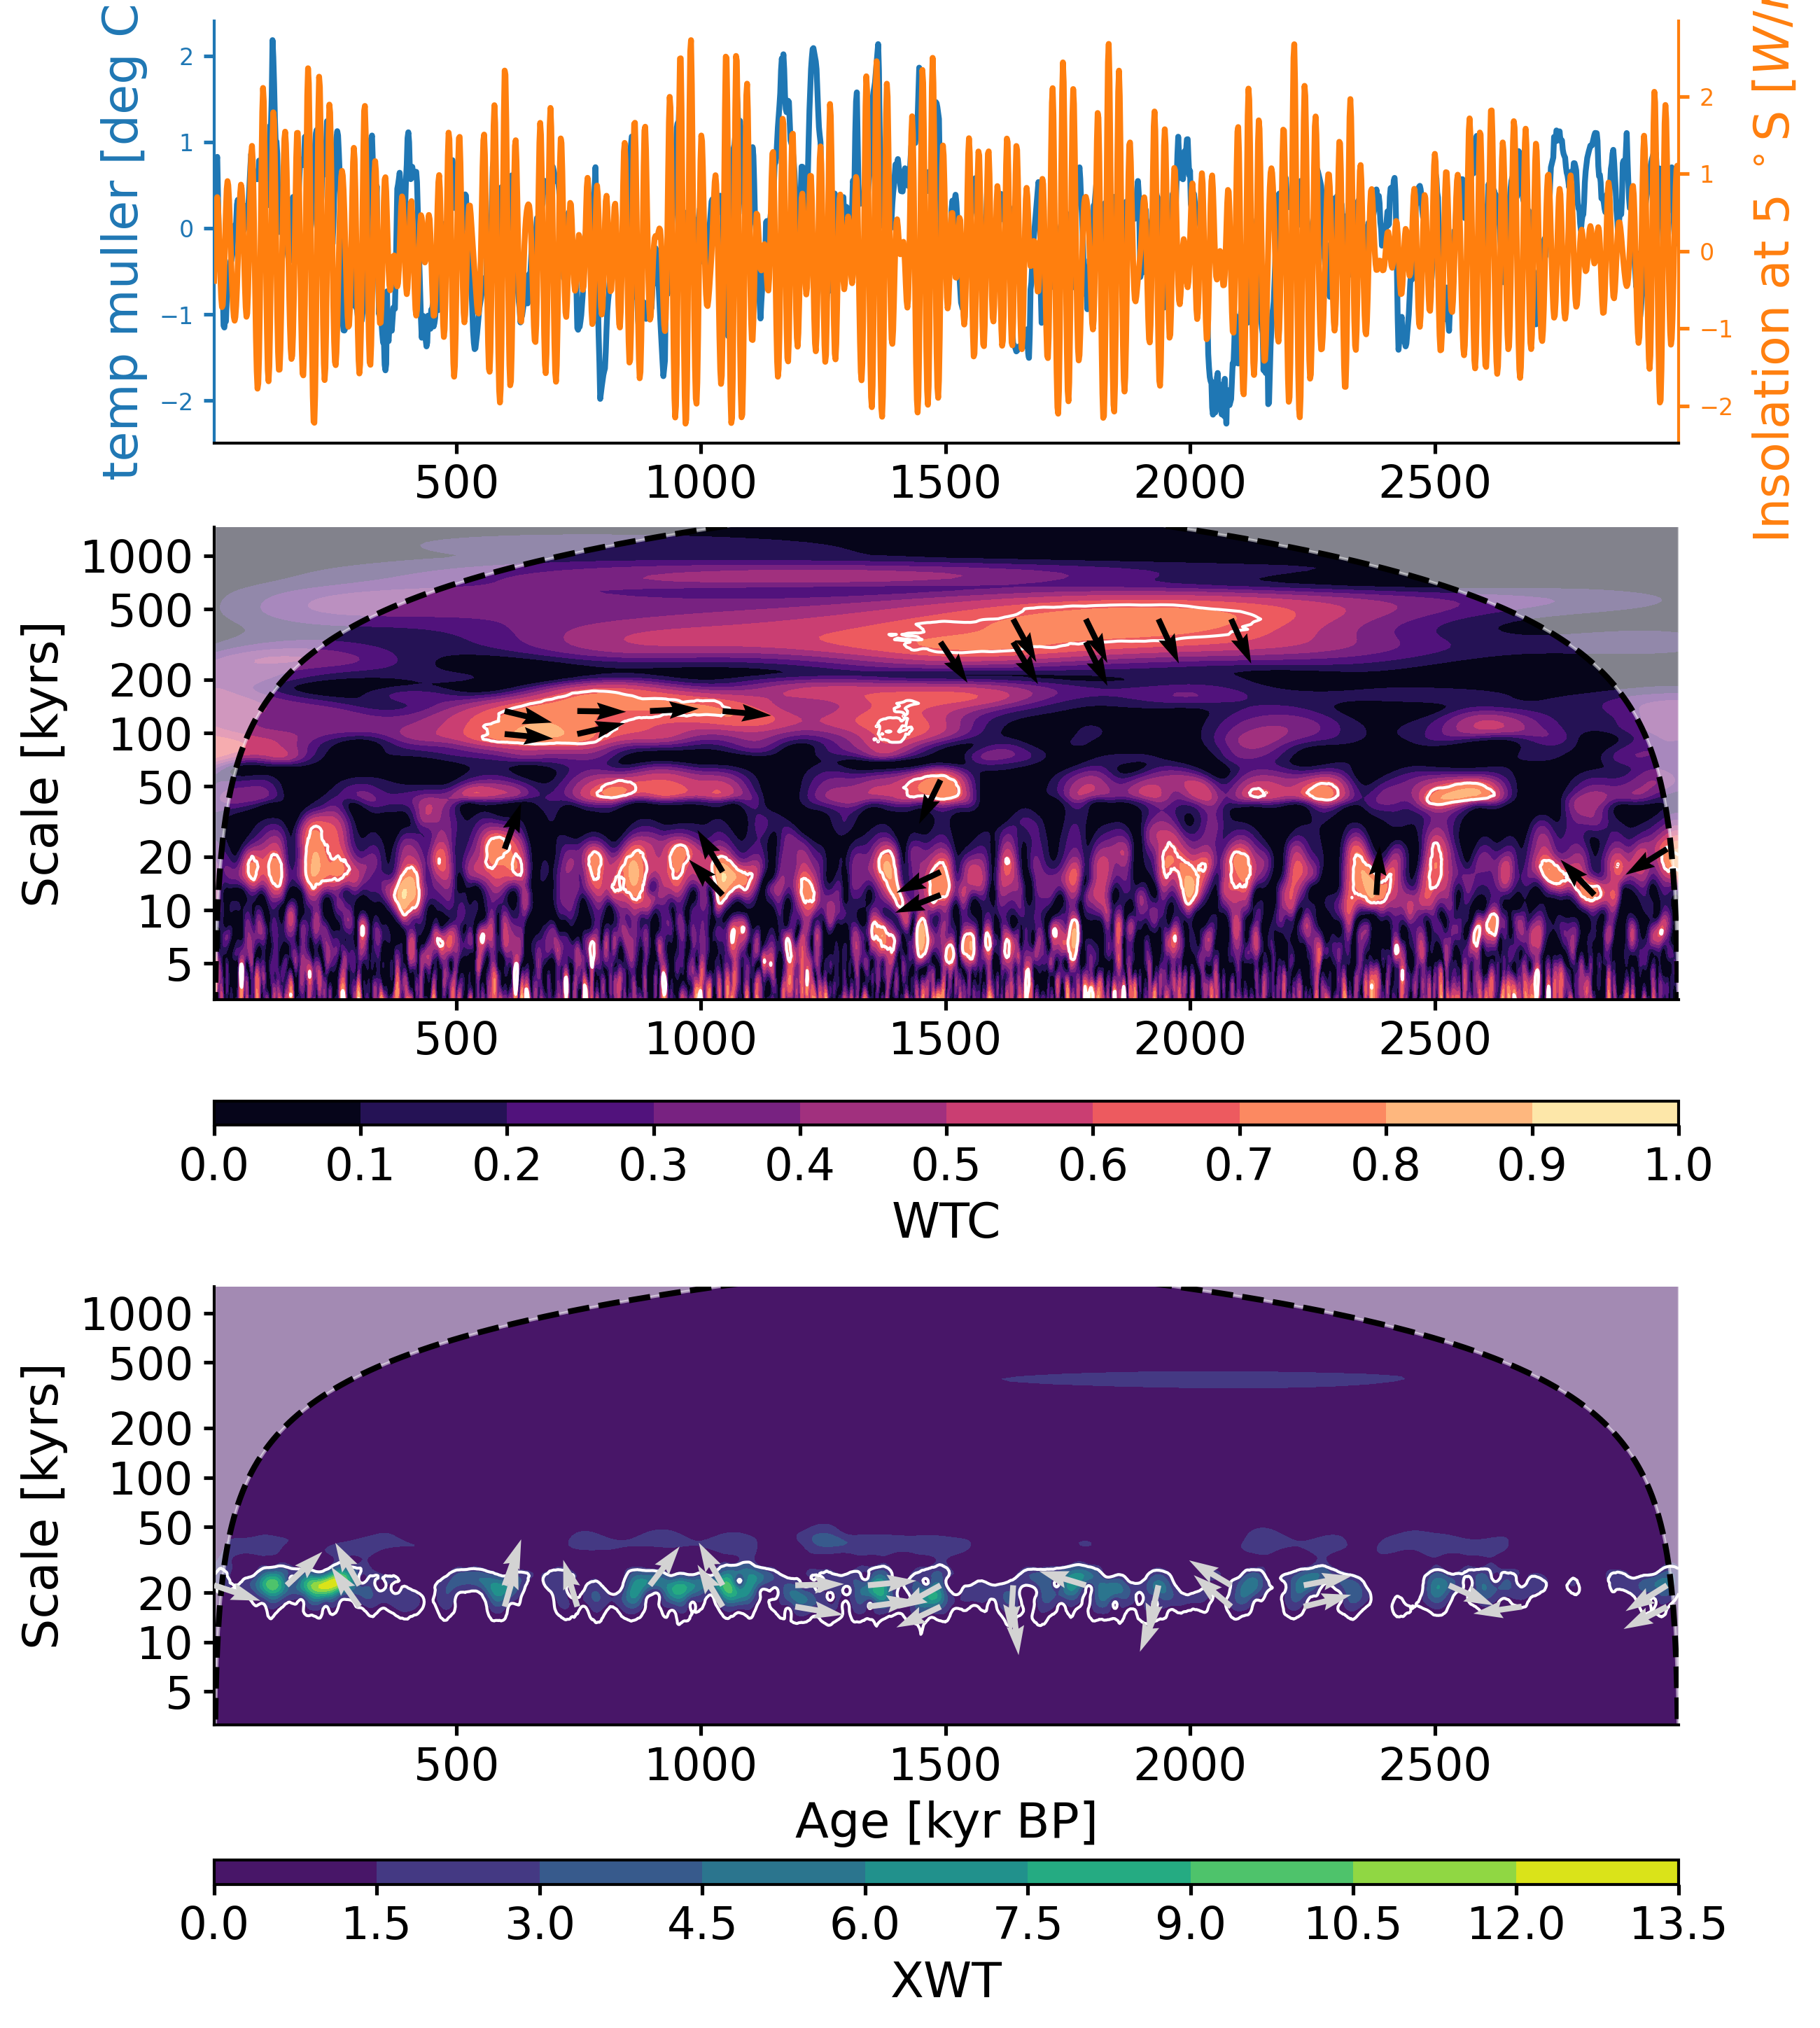 temp muller [deg C
2
1
0
−1
−2
2
1
0
−1
−2
Insolation at 5 ° S [W/
500 1000 1500 2000 2500
Scale [kyrs]
1000
500
200
100
50
20
10
5
500 1000 1500 2000 2500
0.0 0.1 0.2 0.3 0.4 0.5 0.6 0.7 0.8 0.9 1.0
WTC
Scale [kyrs]
1000
500
200
100
50
20
10
5
500 1000 1500 2000 2500
Age [kyr BP]
0.0 1.5 3.0 4.5 6.0 7.5 9.0 10.5 12.0 13.5
XWT